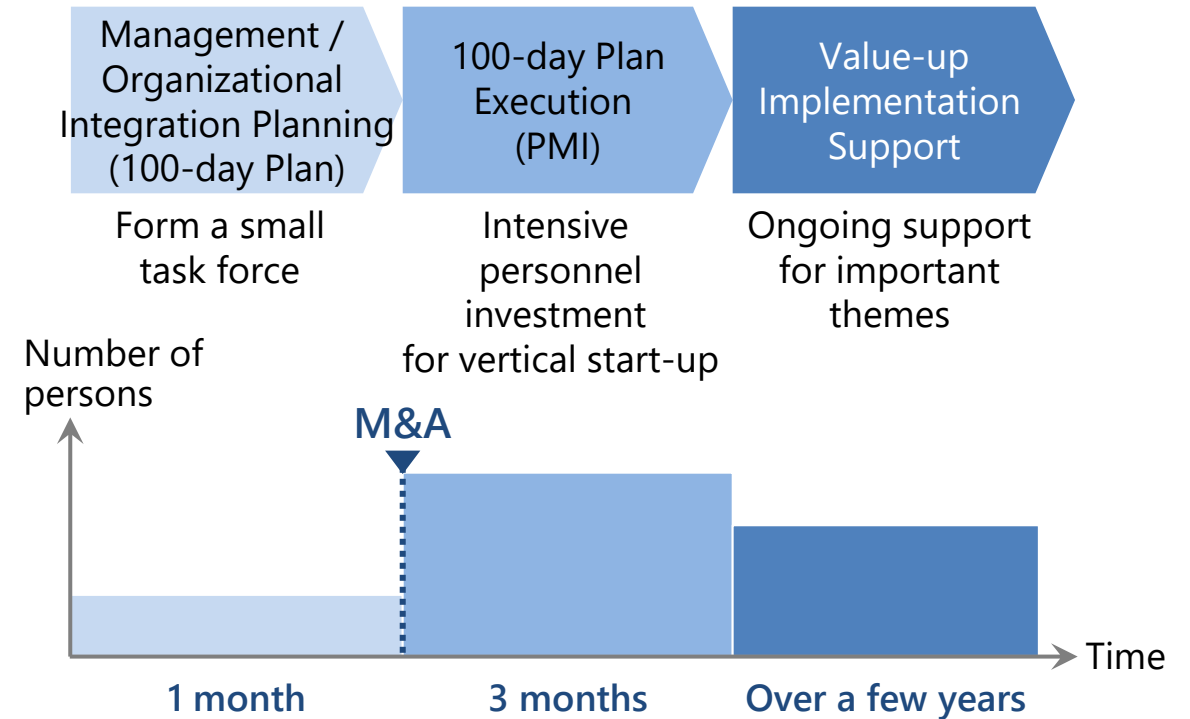 Management /
Organizational
Integration Planning
(100-day Plan)
100-day Plan
Execution
(PMI)
Value-up
Implementation
Support
Form a small
task force
Intensive
personnel
investment
for vertical start-up
Ongoing support
for important
themes
Number of
persons
M&A
Time
1 month
3 months
Over a few years